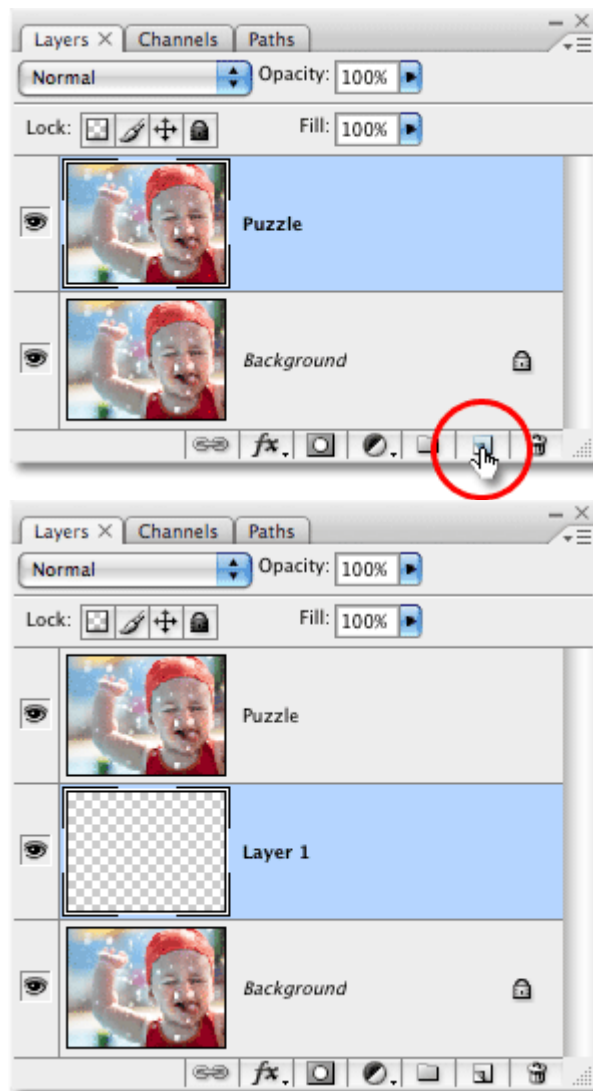 Layers × Channels Paths
Normal Opacity: 100%
Lock: Fill: 100%
Puzzle
Background
fx.
Layers × Channels Paths
Normal Opacity: 100%
Lock: Fill: 100%
Puzzle
Layer 1
Background
fx.